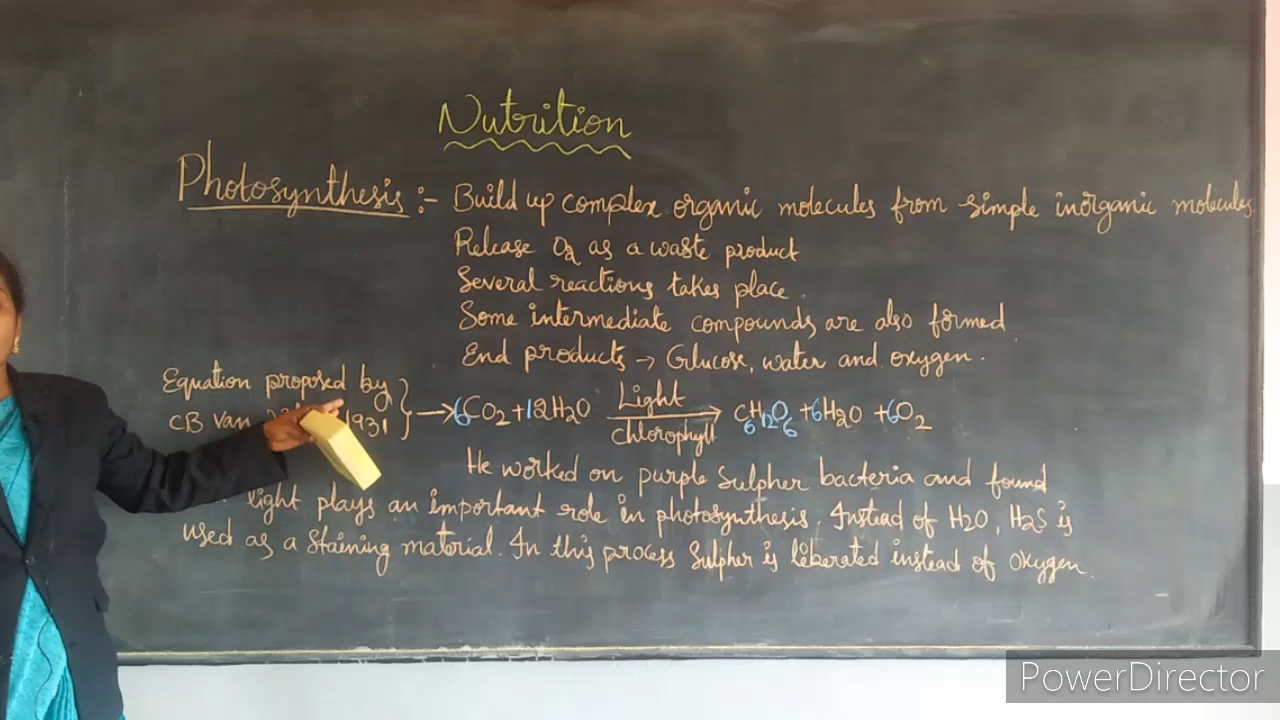 Nutrition
Photosynthesis :- Build up complex organic molecules from simple inorganic molecules
Release O2 as a waste product
Several reactions takes place.
Some intermediate compounds are also formed
End products → Glucose, water and oxygen.
Equation proposed by
CB Van 1931 } → 6CO2 + 12H2O Light chlorophyll → C6H12O6 + 6H2O + 6O2
He worked on purple Sulpher bacteria and found
light plays an important role in photosynthesis. Instead of H2O, H2S is
used as a Staining material. In this process Sulpher is liberated instead of oxygen.
PowerDirector